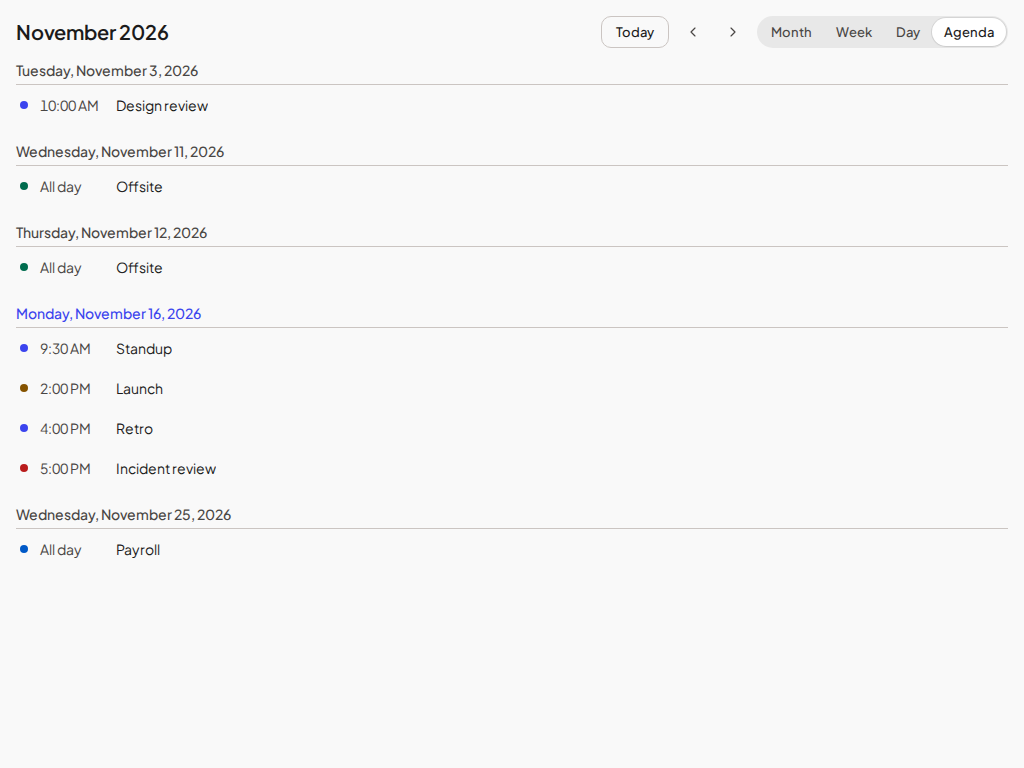 November 2026 Today Month Week Day Agenda
Tuesday, November 3, 2026
10:00 AM Design review
Wednesday, November 11, 2026
All day Offsite
Thursday, November 12, 2026
All day Offsite
Monday, November 16, 2026
9:30 AM Standup
2:00 PM Launch
4:00 PM Retro
5:00 PM Incident review
Wednesday, November 25, 2026
All day Payroll